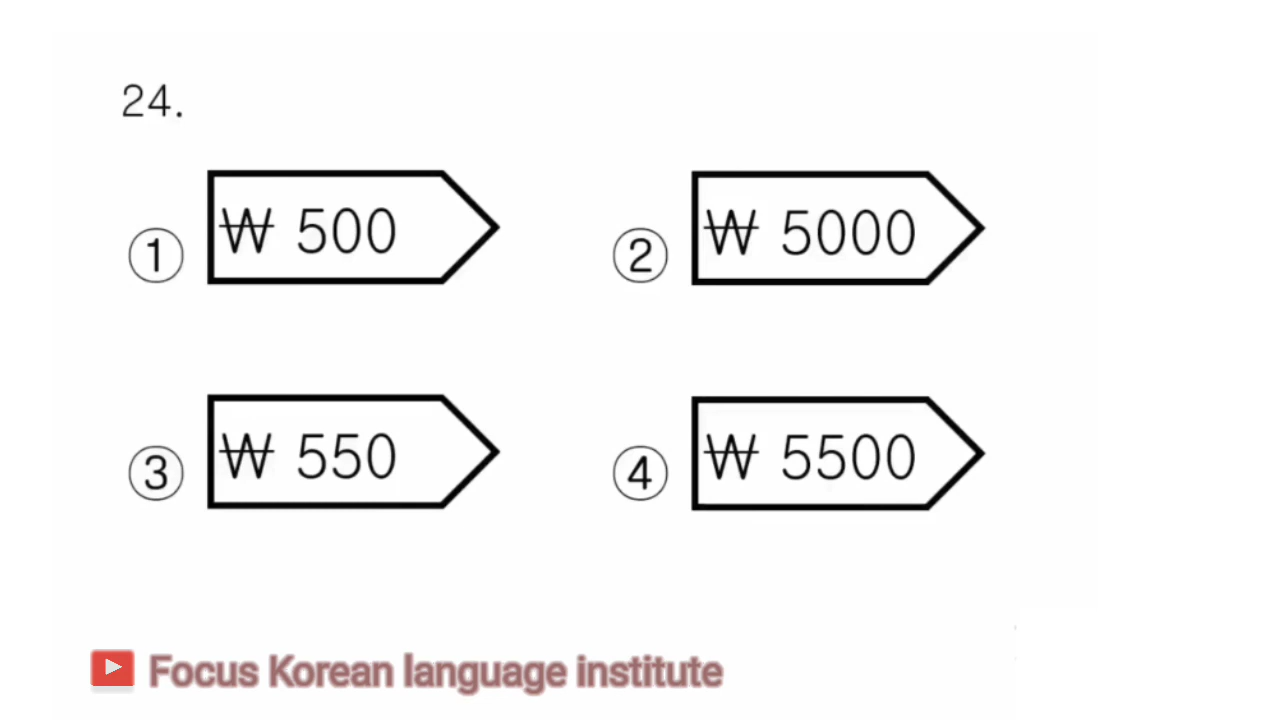 24.
① ₩ 500
② ₩ 5000
③ ₩ 550
④ ₩ 5500
Focus Korean language institute